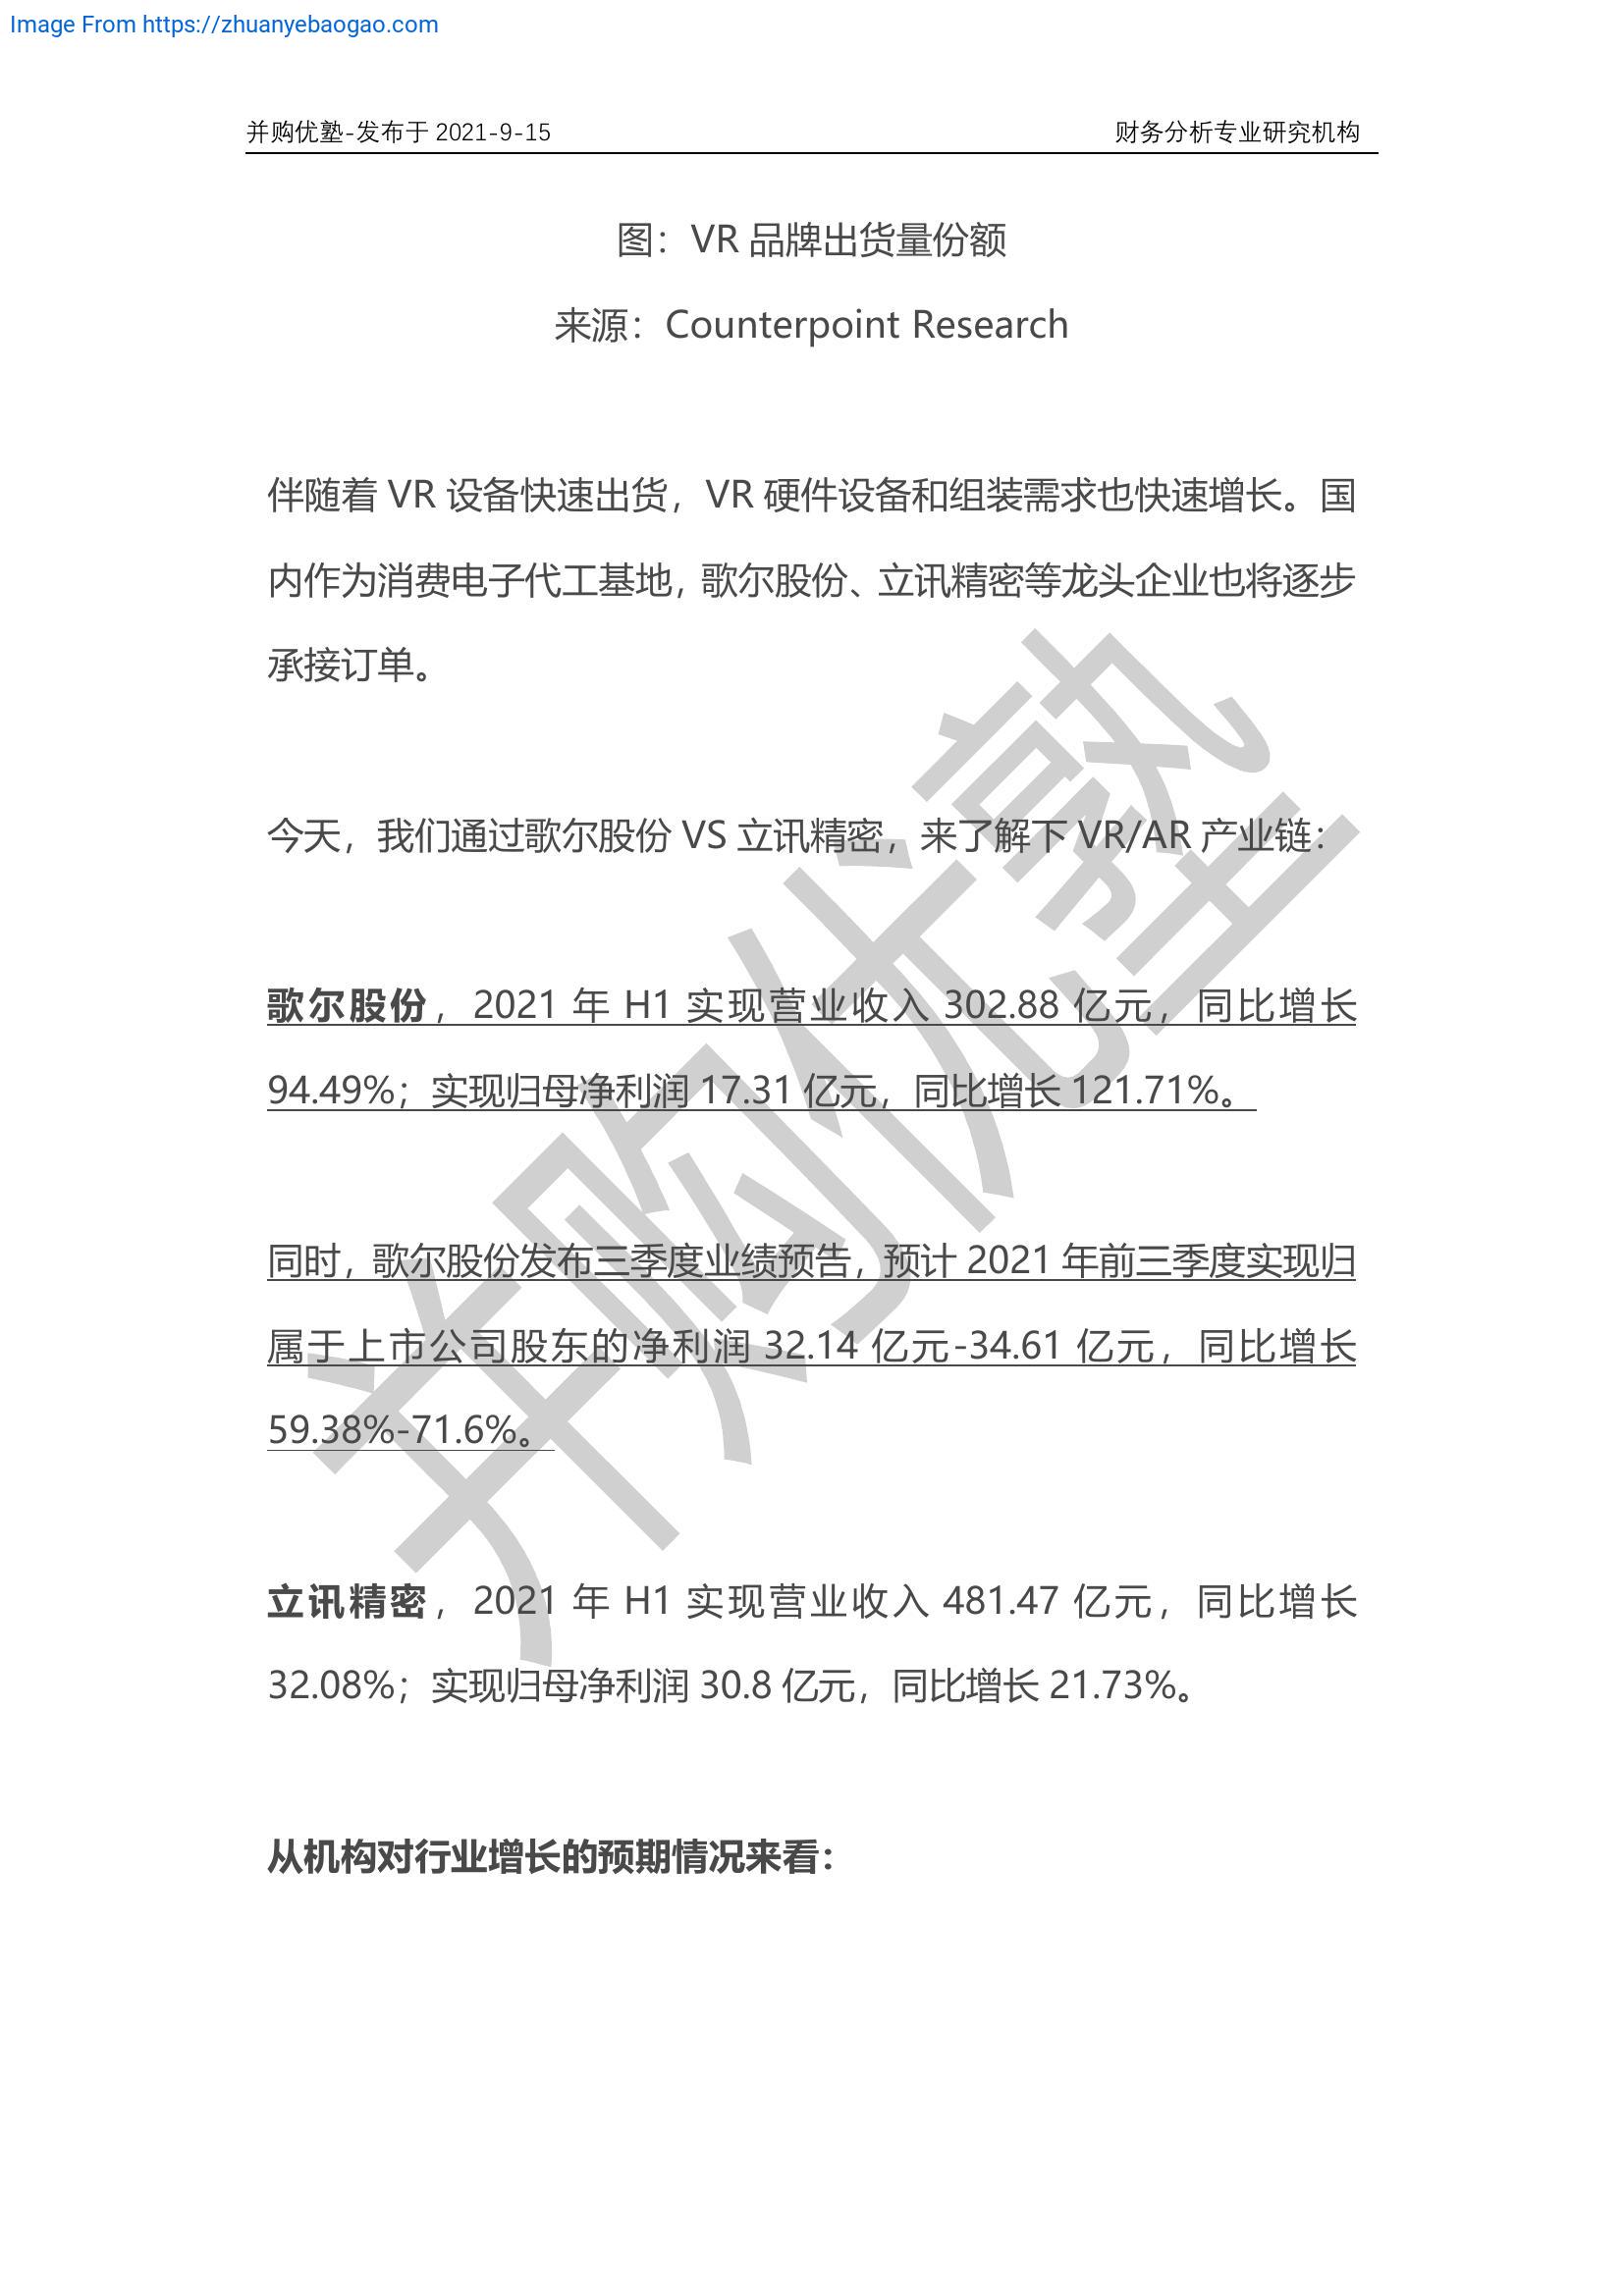 Image From https://zhuanyebaogao.com
并购优塾-发布于 2021-9-15 财务分析专业研究机构
图：VR 品牌出货量份额
来源：Counterpoint Research
伴随着 VR 设备快速出货，VR 硬件设备和组装需求也快速增长。国
内作为消费电子代工基地，歌尔股份、立讯精密等龙头企业也将逐步
承接订单。
今天，我们通过歌尔股份 VS 立讯精密，来了解下 VR/AR 产业链：
歌尔股份，2021 年 H1 实现营业收入 302.88 亿元，同比增长
94.49%；实现归母净利润 17.31 亿元，同比增长 121.71%。
同时，歌尔股份发布三季度业绩预告，预计 2021 年前三季度实现归
属于上市公司股东的净利润 32.14 亿元-34.61 亿元，同比增长
59.38%-71.6%。
立讯精密，2021 年 H1 实现营业收入 481.47 亿元，同比增长
32.08%；实现归母净利润 30.8 亿元，同比增长 21.73%。
从机构对行业增长的预期情况来看：
并购优塾